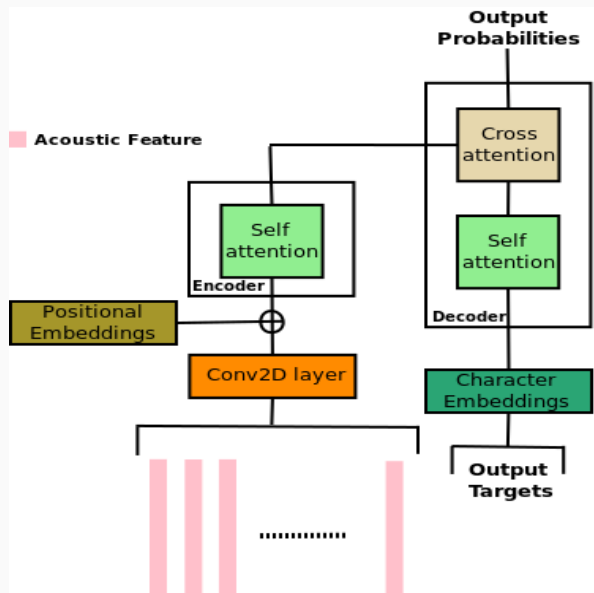 Output
Probabilities
Cross
attention
Acoustic Feature
Self
attention
Encoder
Self
attention
Decoder
Positional
Embeddings
Conv2D layer
Character
Embeddings
Output
Targets